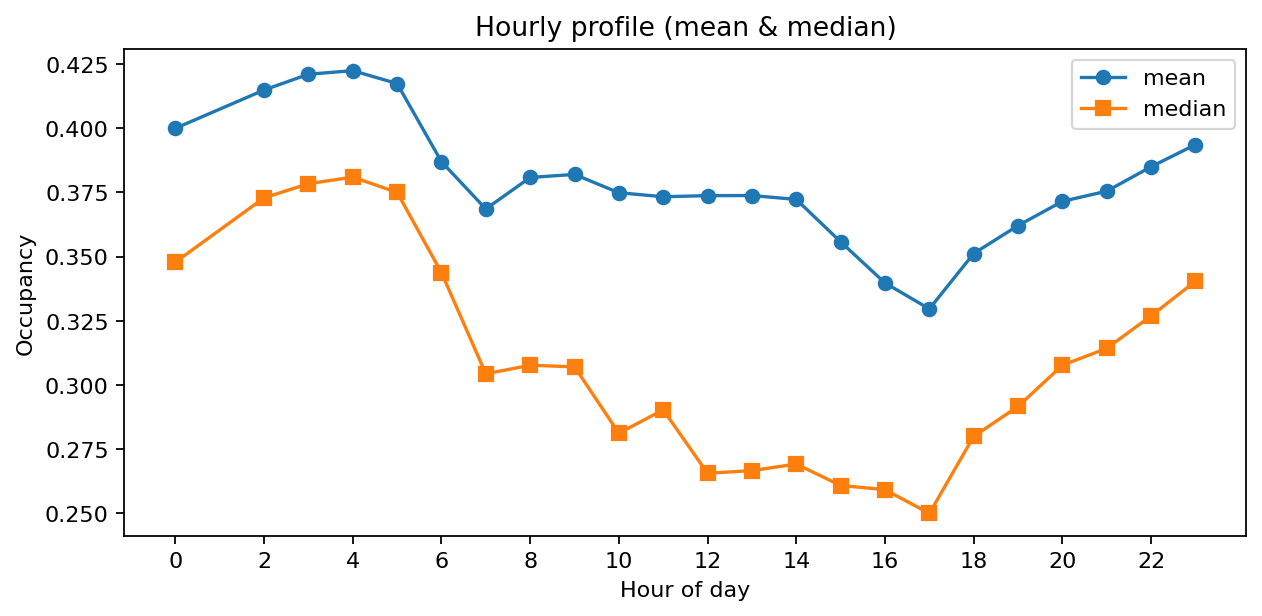 Hourly profile (mean & median)
mean
median
0.425
0.400
0.375
0.350
0.325
0.300
0.275
0.250
Occupancy
0 2 4 6 8 10 12 14 16 18 20 22
Hour of day